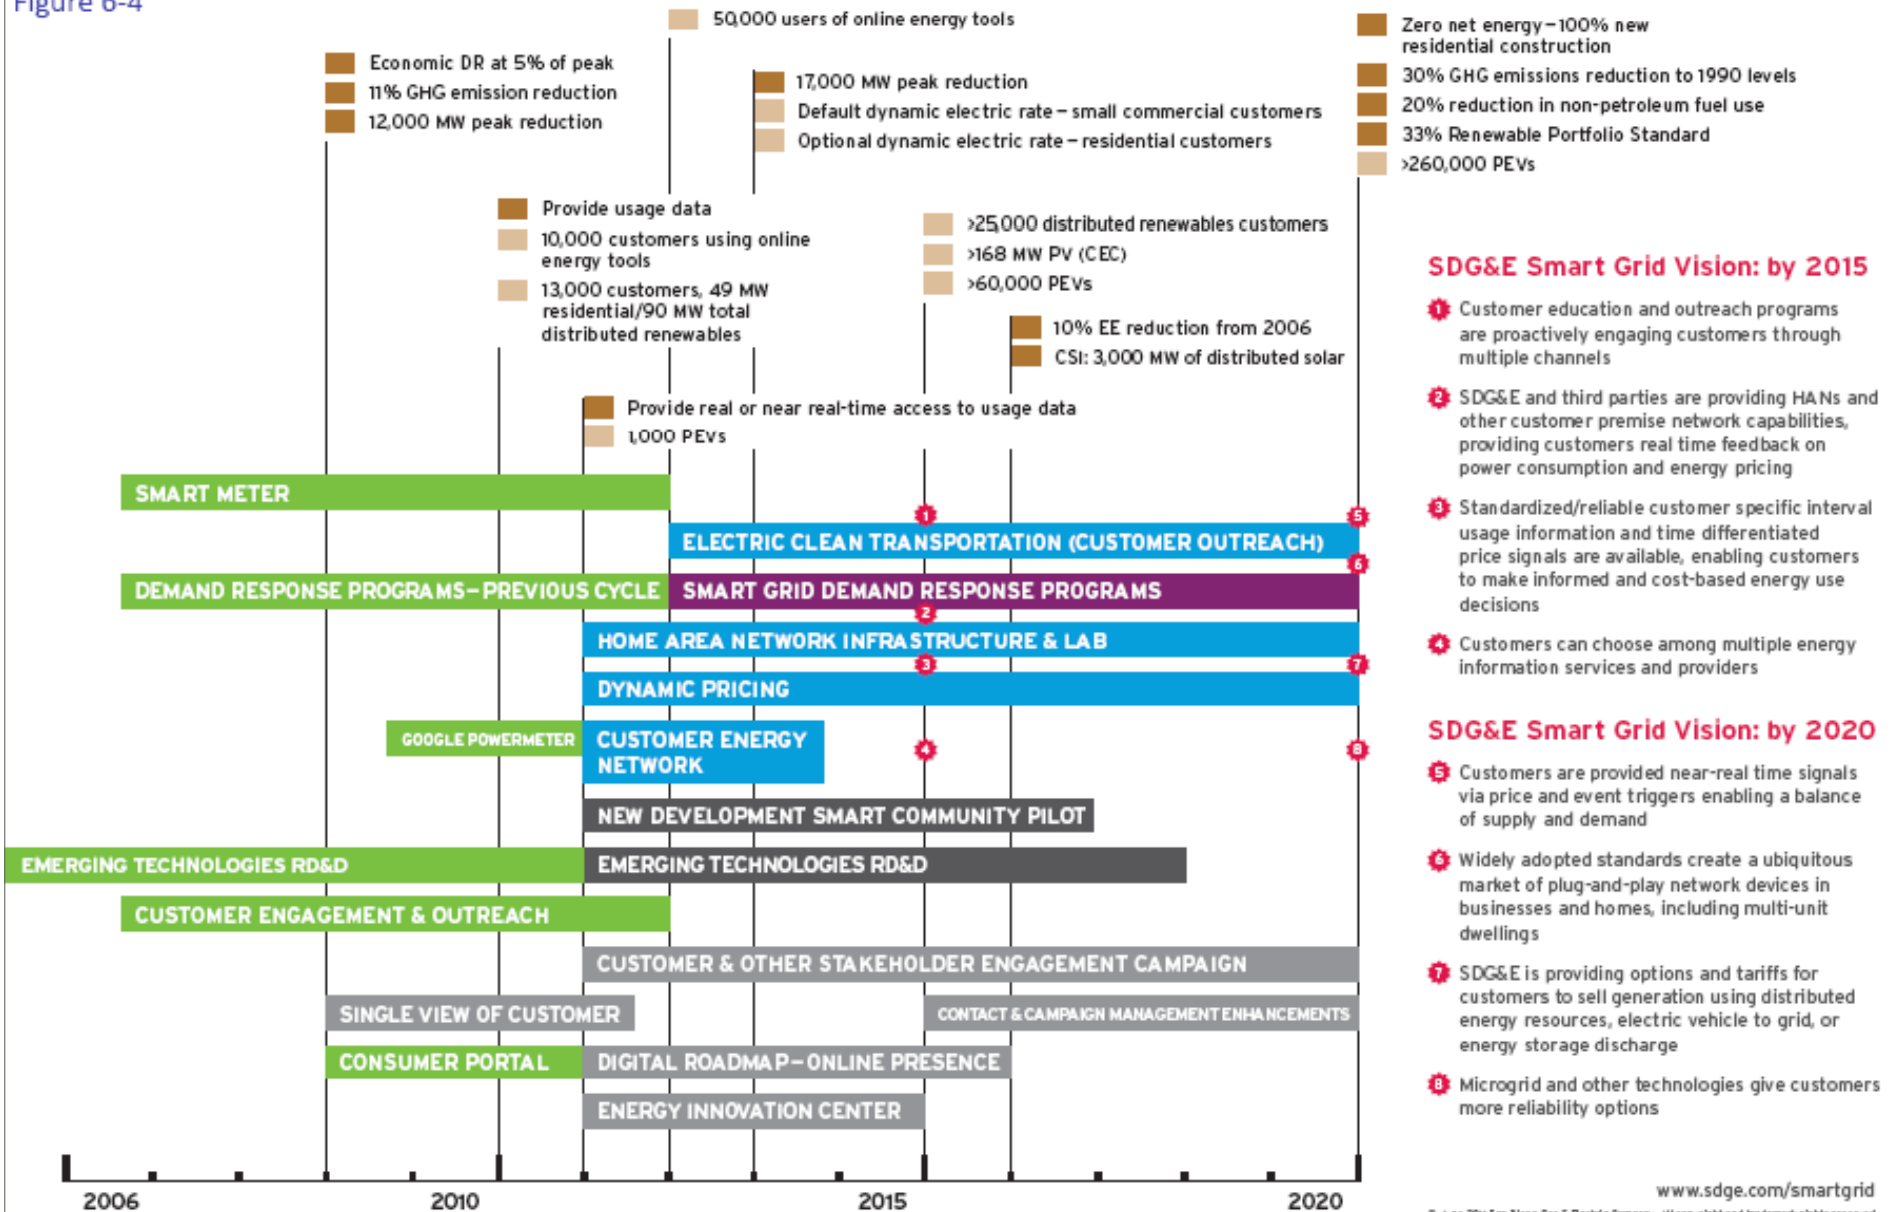 Figure 6-4
50,000 users of online energy tools
Economic DR at 5% of peak
11% GHG emission reduction
12,000 MW peak reduction
17,000 MW peak reduction
Default dynamic electric rate – small commercial customers
Optional dynamic electric rate – residential customers
Zero net energy – 100% new
residential construction
30% GHG emissions reduction to 1990 levels
20% reduction in non-petroleum fuel use
33% Renewable Portfolio Standard
>260,000 PEVs
Provide usage data
10,000 customers using online
energy tools
13,000 customers, 49 MW
residential/90 MW total
distributed renewables
>25,000 distributed renewables customers
>168 MW PV (CEC)
>60,000 PEVs
10% EE reduction from 2006
CSI: 3,000 MW of distributed solar
Provide real or near real-time access to usage data
1,000 PEVs
SMART METER
1
5
ELECTRIC CLEAN TRANSPORTATION (CUSTOMER OUTREACH)
6
DEMAND RESPONSE PROGRAMS – PREVIOUS CYCLE
SMART GRID DEMAND RESPONSE PROGRAMS
2
HOME AREA NETWORK INFRASTRUCTURE & LAB
3
7
DYNAMIC PRICING
GOOGLE POWERMETER
CUSTOMER ENERGY
NETWORK
4
8
NEW DEVELOPMENT SMART COMMUNITY PILOT
EMERGING TECHNOLOGIES RD&D
EMERGING TECHNOLOGIES RD&D
CUSTOMER ENGAGEMENT & OUTREACH
CUSTOMER & OTHER STAKEHOLDER ENGAGEMENT CAMPAIGN
SINGLE VIEW OF CUSTOMER
CONTACT & CAMPAIGN MANAGEMENT ENHANCEMENTS
CONSUMER PORTAL
DIGITAL ROADMAP – ONLINE PRESENCE
ENERGY INNOVATION CENTER
2006
2010
2015
2020
SDG&E Smart Grid Vision: by 2015
1 Customer education and outreach programs
are proactively engaging customers through
multiple channels
2 SDG&E and third parties are providing HANs and
other customer premise network capabilities,
providing customers real time feedback on
power consumption and energy pricing
3 Standardized/reliable customer specific interval
usage information and time differentiated
price signals are available, enabling customers
to make informed and cost-based energy use
decisions
4 Customers can choose among multiple energy
information services and providers
SDG&E Smart Grid Vision: by 2020
5 Customers are provided near-real time signals
via price and event triggers enabling a balance
of supply and demand
6 Widely adopted standards create a ubiquitous
market of plug-and-play network devices in
businesses and homes, including multi-unit
dwellings
7 SDG&E is providing options and tariffs for
customers to sell generation using distributed
energy resources, electric vehicle to grid, or
energy storage discharge
8 Microgrid and other technologies give customers
more reliability options
www.sdge.com/smartgrid